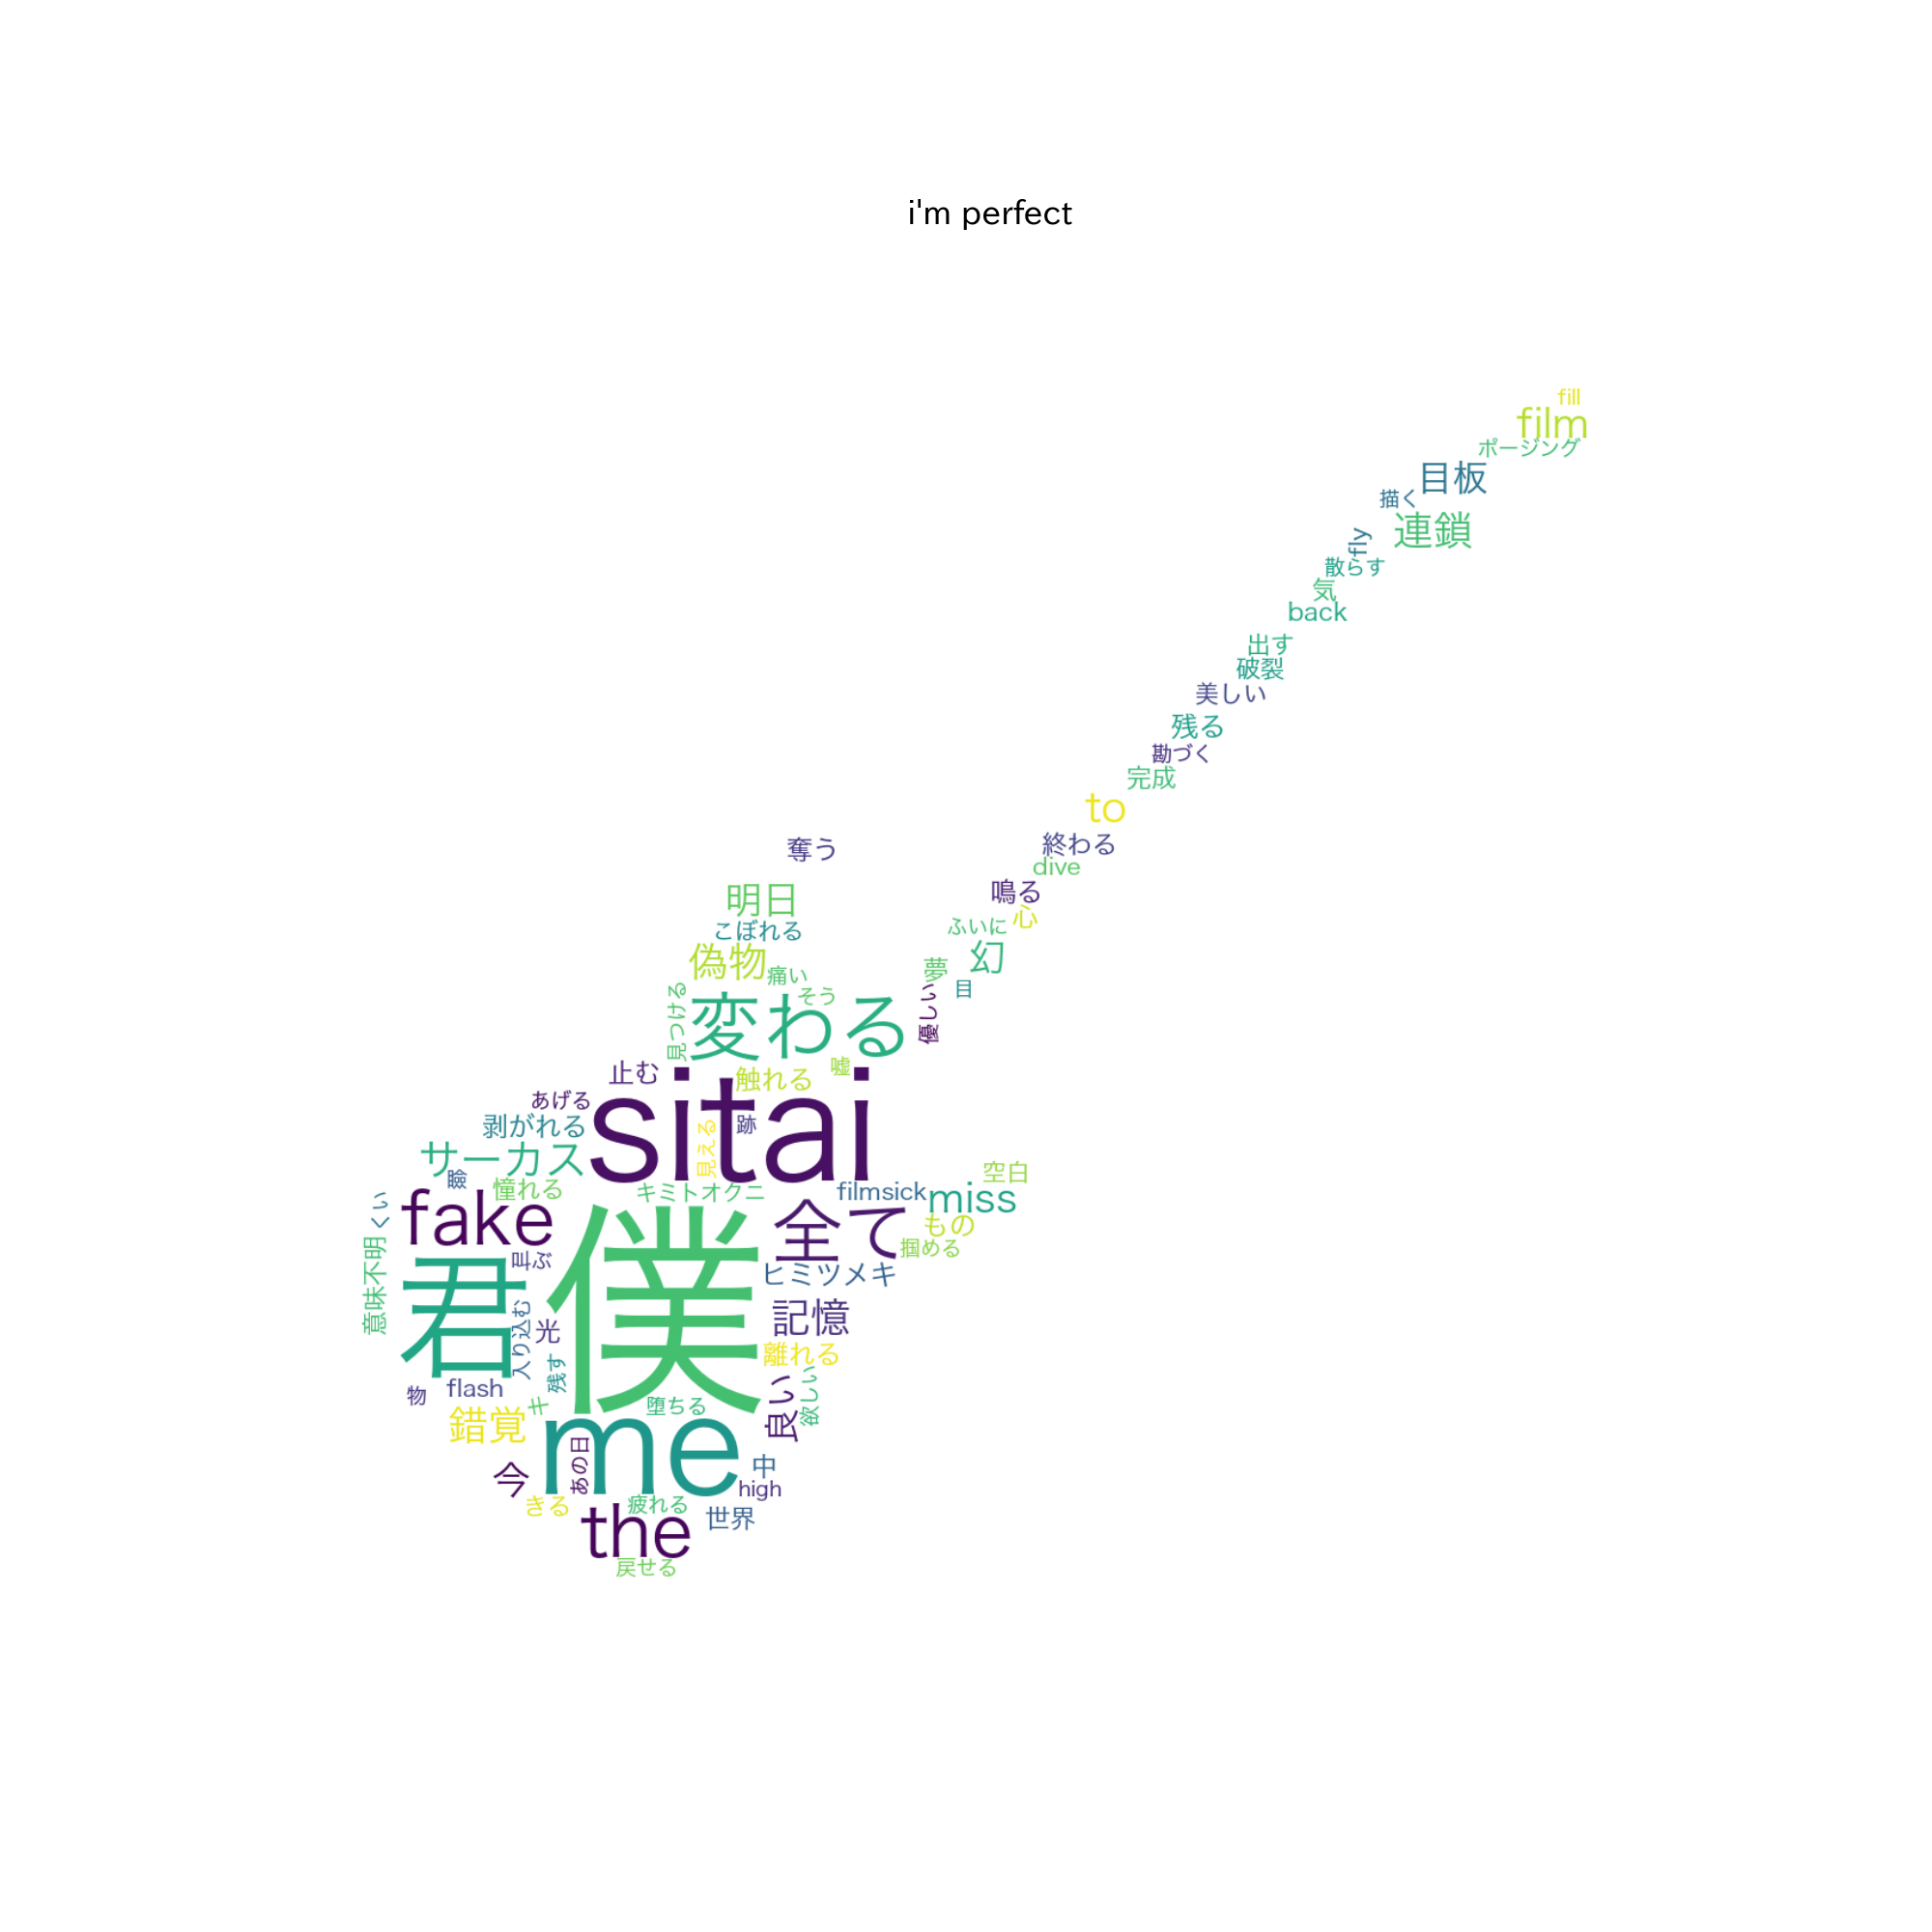 i'm perfect
fill
film
ポージング
目板
描く
連鎖
fly
散らす
気
back
出す
破裂
美しい
残る
勘づく
完成
to
奪う
終わる
dive
明日
鳴る
心
こぼれる
ふいに
偽物
幻
痛い
夢
目
そう
見つける
変わる
優しい
嘘
止む
触れる
sitai
あげる
跡
剥がれる
見える
サーカス
空白
瞼
憧れる
キミトオクニ
filmsick
miss
くい
fake
全て
もの
掴める
叫ぶ
意味不明
君
僕
ヒミツメキ
入り込む
光
記憶
離れる
残す
物
flash
キ
堕ちる
良い
欲しい
錯覚
me
あの日
中
今
high
きる
疲れる
the
世界
戻せる